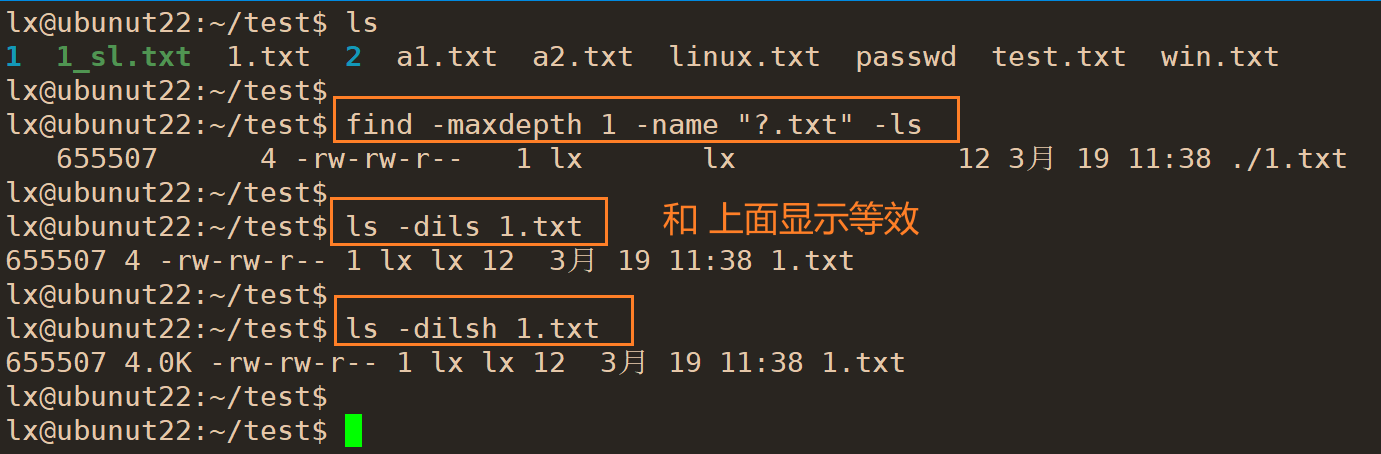 lx@ubunut22:~/test$ ls
1  1_sl.txt  1.txt  2  a1.txt  a2.txt  linux.txt  passwd  test.txt  win.txt
lx@ubunut22:~/test$
lx@ubunut22:~/test$ find -maxdepth 1 -name "?.txt" -ls
   655507      4 -rw-rw-r--   1 lx       lx             12 3月 19 11:38 ./1.txt
lx@ubunut22:~/test$
lx@ubunut22:~/test$ ls -dils 1.txt 和 上面显示等效
655507 4 -rw-rw-r-- 1 lx lx 12  3月 19 11:38 1.txt
lx@ubunut22:~/test$
lx@ubunut22:~/test$ ls -dilsh 1.txt
655507 4.0K -rw-rw-r-- 1 lx lx 12  3月 19 11:38 1.txt
lx@ubunut22:~/test$
lx@ubunut22:~/test$